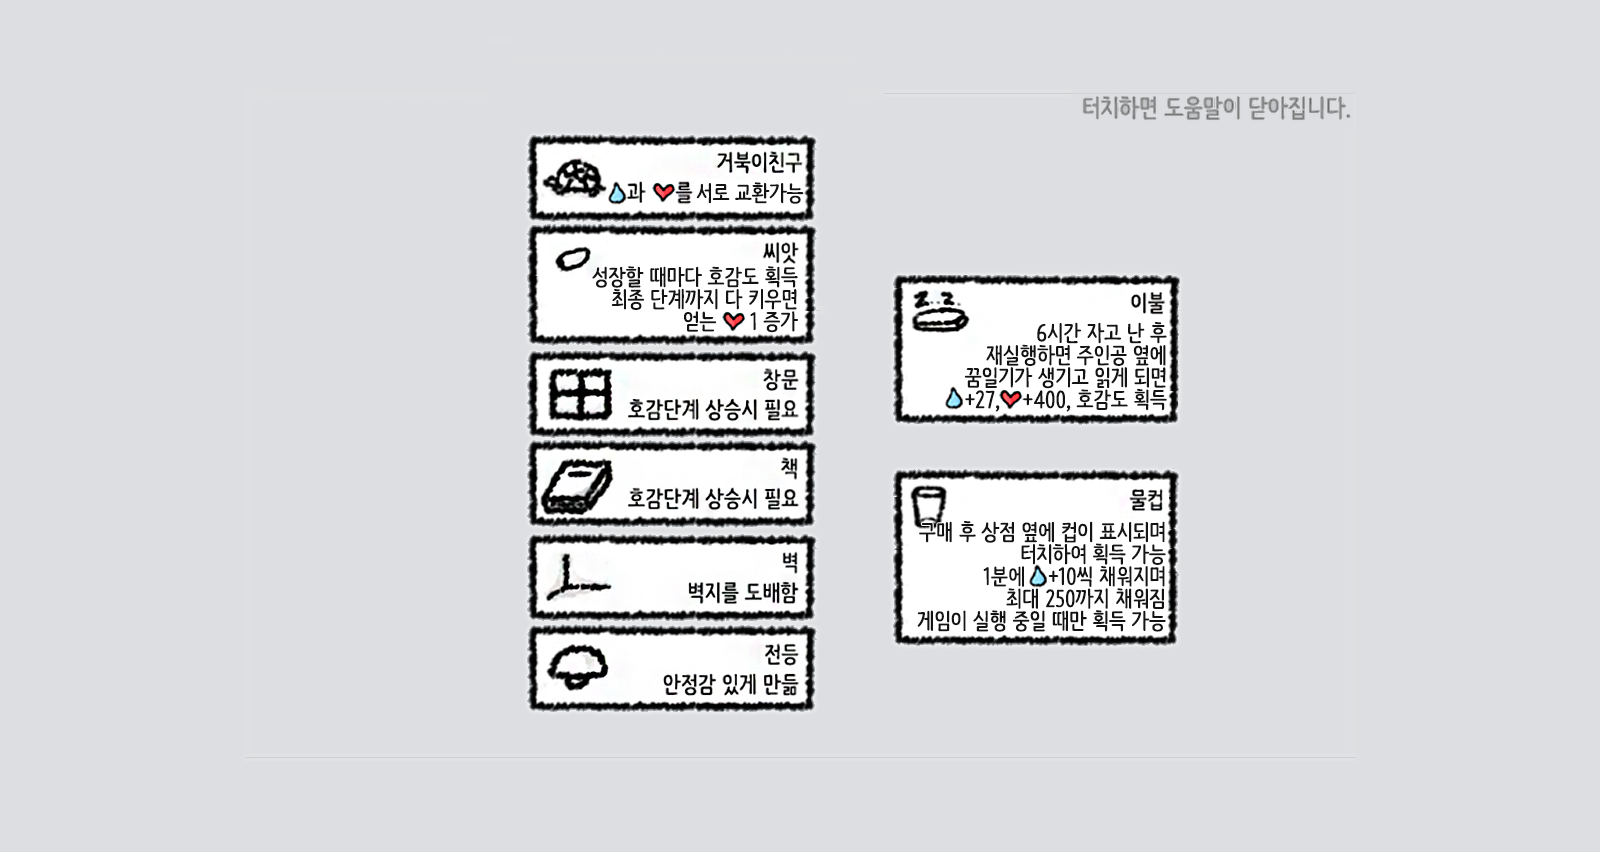 터치하면 도움말이 닫아집니다.
거북이친구
과 를 서로 교환가능
씨앗
성장할 때마다 호감도 획득
최종 단계까지 다 키우면
얻는 1 증가
창문
호감단계 상승시 필요
책
호감단계 상승시 필요
벽
벽지를 도배함
전등
안정감 있게 만듦
이불
6시간 자고 난 후
재실행하면 주인공 옆에
꿈일기가 생기고 읽게 되면
+27, +400, 호감도 획득
물컵
구매 후 상점 옆에 컵이 표시되며
터치하여 획득 가능
1분에 +10씩 채워지며
최대 250까지 채워짐
게임이 실행 중일 때만 획득 가능